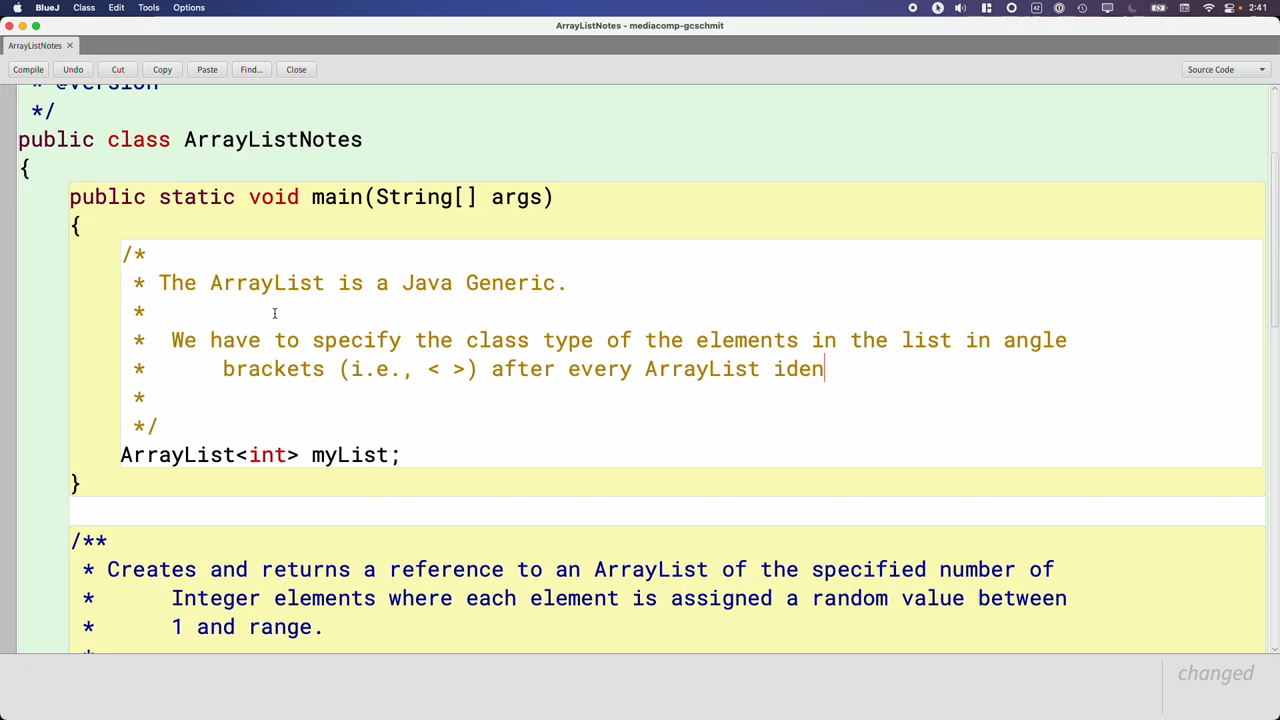 BlueJ Class Edit Tools Options 2:41
ArrayListNotes - mediacomp-gcschmit
ArrayListNotes ×
Compile Undo Cut Copy Paste Find... Close Source Code
* @version
*/
public class ArrayListNotes
{
public static void main(String[] args)
{
/*
* The ArrayList is a Java Generic.
*
* We have to specify the class type of the elements in the list in angle
* brackets (i.e., < >) after every ArrayList iden
*
*/
ArrayList<int> myList;
}
/**
* Creates and returns a reference to an ArrayList of the specified number of
* Integer elements where each element is assigned a random value between
* 1 and range.
*
changed